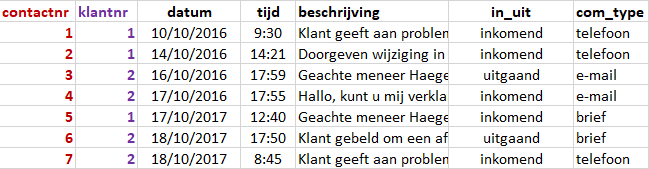 contactnr klantnr datum tijd beschrijving in_uit com_type
1 1 10/10/2016 9:30 Klant geeft aan problem inkomend telefoon
2 1 14/10/2016 14:21 Doorgeven wijziging in inkomend telefoon
3 2 16/10/2016 17:59 Geachte meneer Haege uitgaand e-mail
4 2 17/10/2016 17:55 Hallo, kunt u mij verkla inkomend e-mail
5 1 17/10/2017 12:40 Geachte meneer Haege inkomend brief
6 2 18/10/2017 17:50 Klant gebeld om een af uitgaand brief
7 2 18/10/2017 8:45 Klant geeft aan problem inkomend telefoon